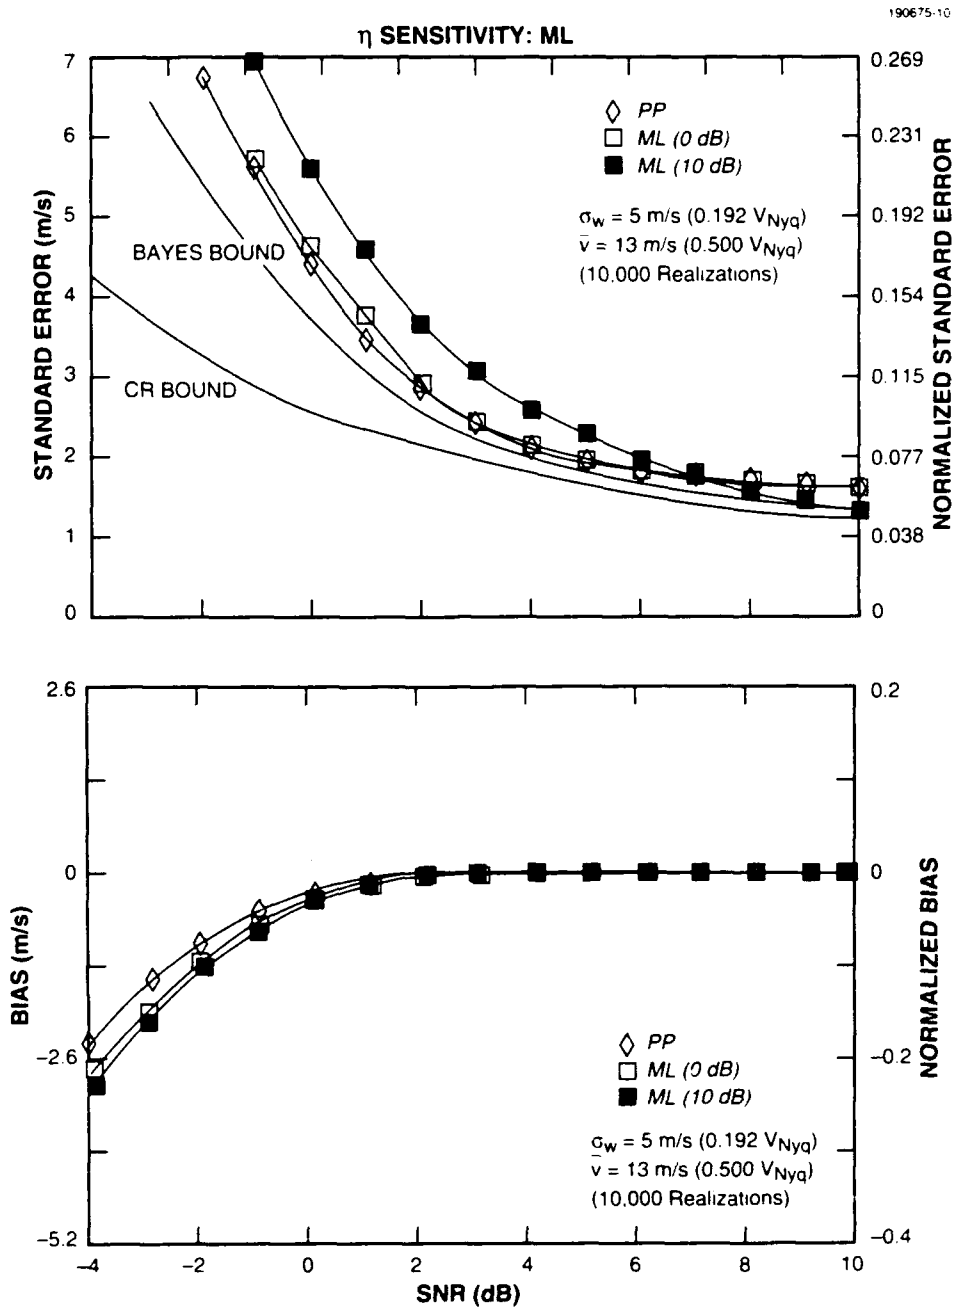 190675-10
η SENSITIVITY: ML
7
6
5
4
3
2
1
0
STANDARD ERROR (m/s)
0.269
0.231
0.192
0.154
0.115
0.077
0.038
0
NORMALIZED STANDARD ERROR
PP
ML (0 dB)
ML (10 dB)
σw = 5 m/s (0.192 VNyq)
v̄ = 13 m/s (0.500 VNyq)
(10,000 Realizations)
BAYES BOUND
CR BOUND
2.6
0
−2.6
−5.2
BIAS (m/s)
0.2
0
−0.2
−0.4
NORMALIZED BIAS
PP
ML (0 dB)
ML (10 dB)
σw = 5 m/s (0.192 VNyq)
v̄ = 13 m/s (0.500 VNyq)
(10,000 Realizations)
−4 −2 0 2 4 6 8 10
SNR (dB)